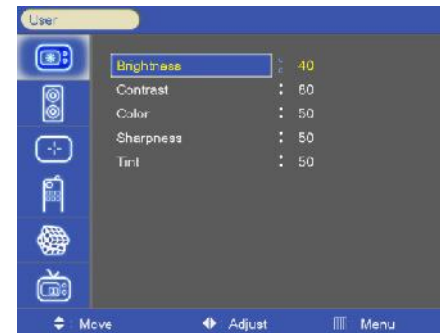 User
Brightness : 40
Contrast : 60
Color : 50
Sharpness : 50
Tint : 50
Move Adjust Menu